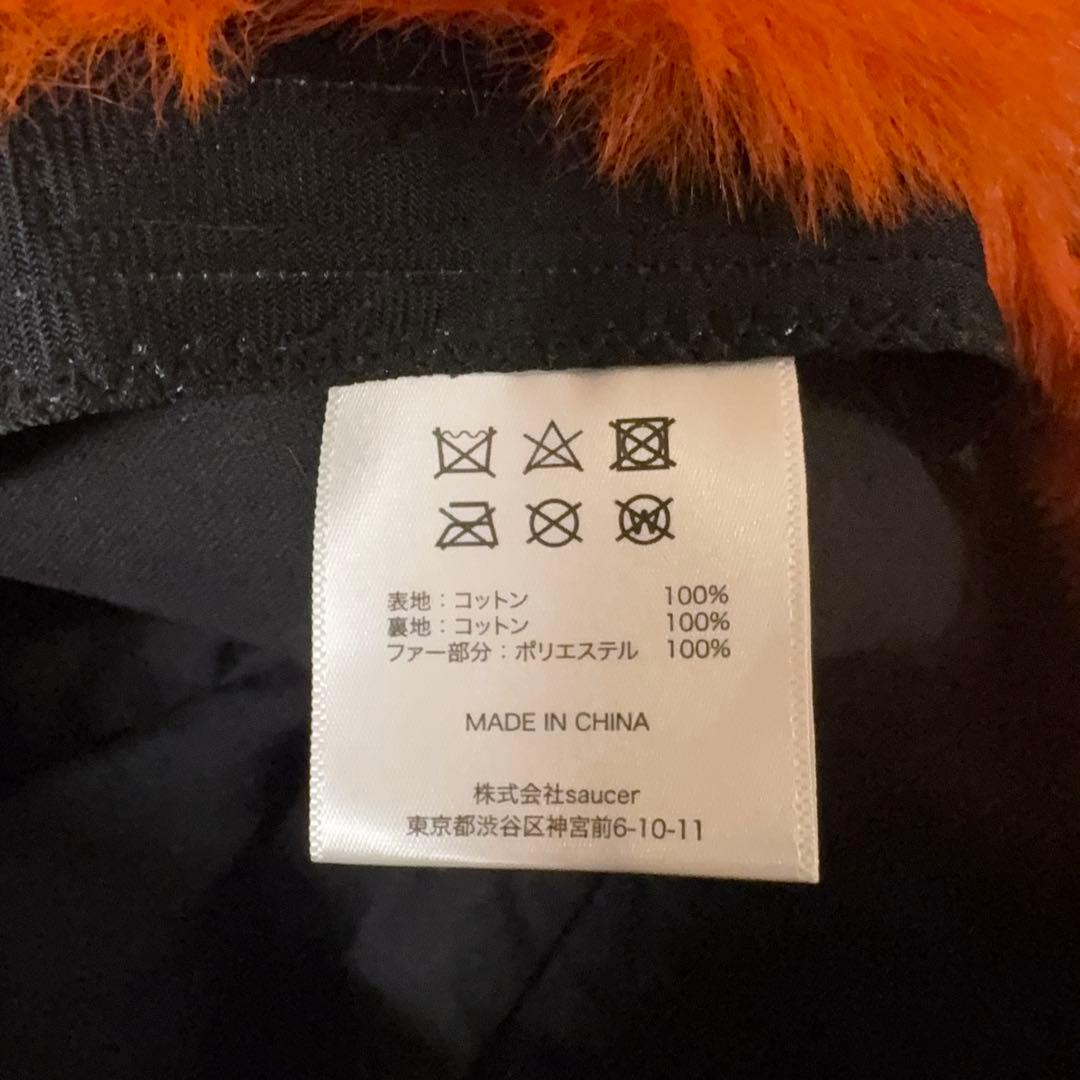 表地：コットン 100%
裏地：コットン 100%
ファー部分：ポリエステル 100%
MADE IN CHINA
株式会社saucer
東京都渋谷区神宮前6-10-11